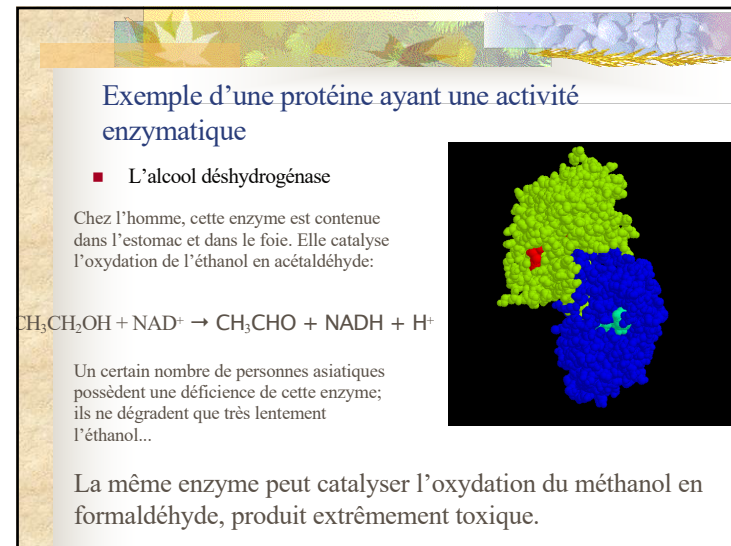 Exemple d’une protéine ayant une activité
enzymatique
■ L’alcool déshydrogénase
Chez l’homme, cette enzyme est contenue
dans l’estomac et dans le foie. Elle catalyse
l’oxydation de l’éthanol en acétaldéhyde:
CH₃CH₂OH + NAD⁺ → CH₃CHO + NADH + H⁺
Un certain nombre de personnes asiatiques
possèdent une déficience de cette enzyme;
ils ne dégradent que très lentement
l’éthanol...
La même enzyme peut catalyser l’oxydation du méthanol en
formaldéhyde, produit extrêmement toxique.